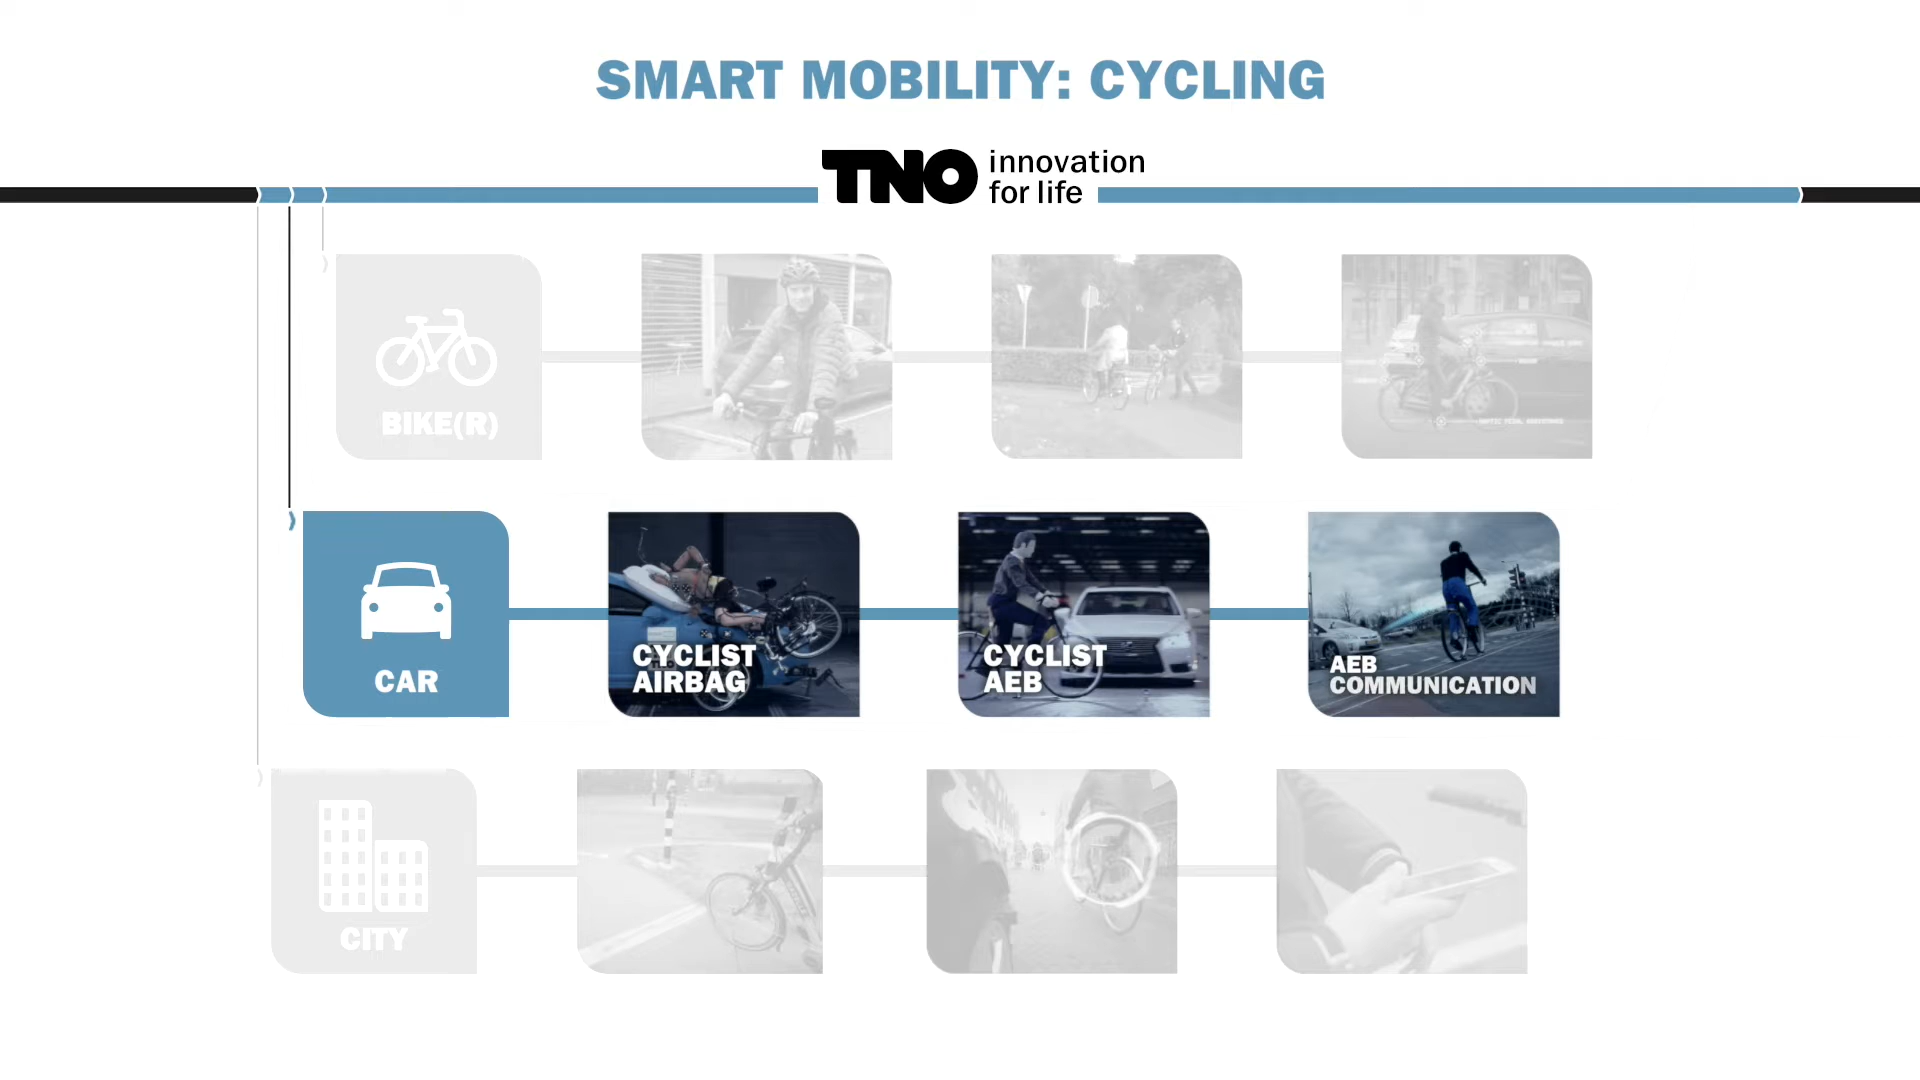 SMART MOBILITY: CYCLING
TNO innovation
for life
BIKE(R)
CAR
CYCLIST
AIRBAG
CYCLIST
AEB
AEB
COMMUNICATION
CITY